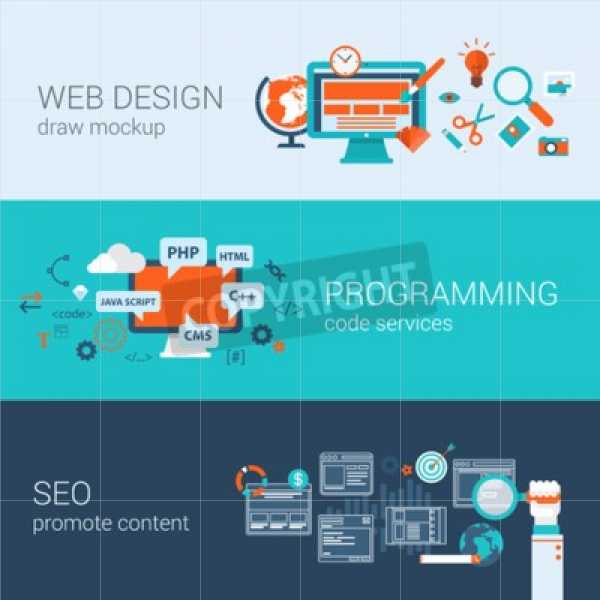 WEB DESIGN
draw mockup
PHP
HTML
JAVA SCRIPT
C++
CMS
<code>
</>
</...>
[#]
T
COPYRIGHT
PROGRAMMING
code services
$
SEO
promote content